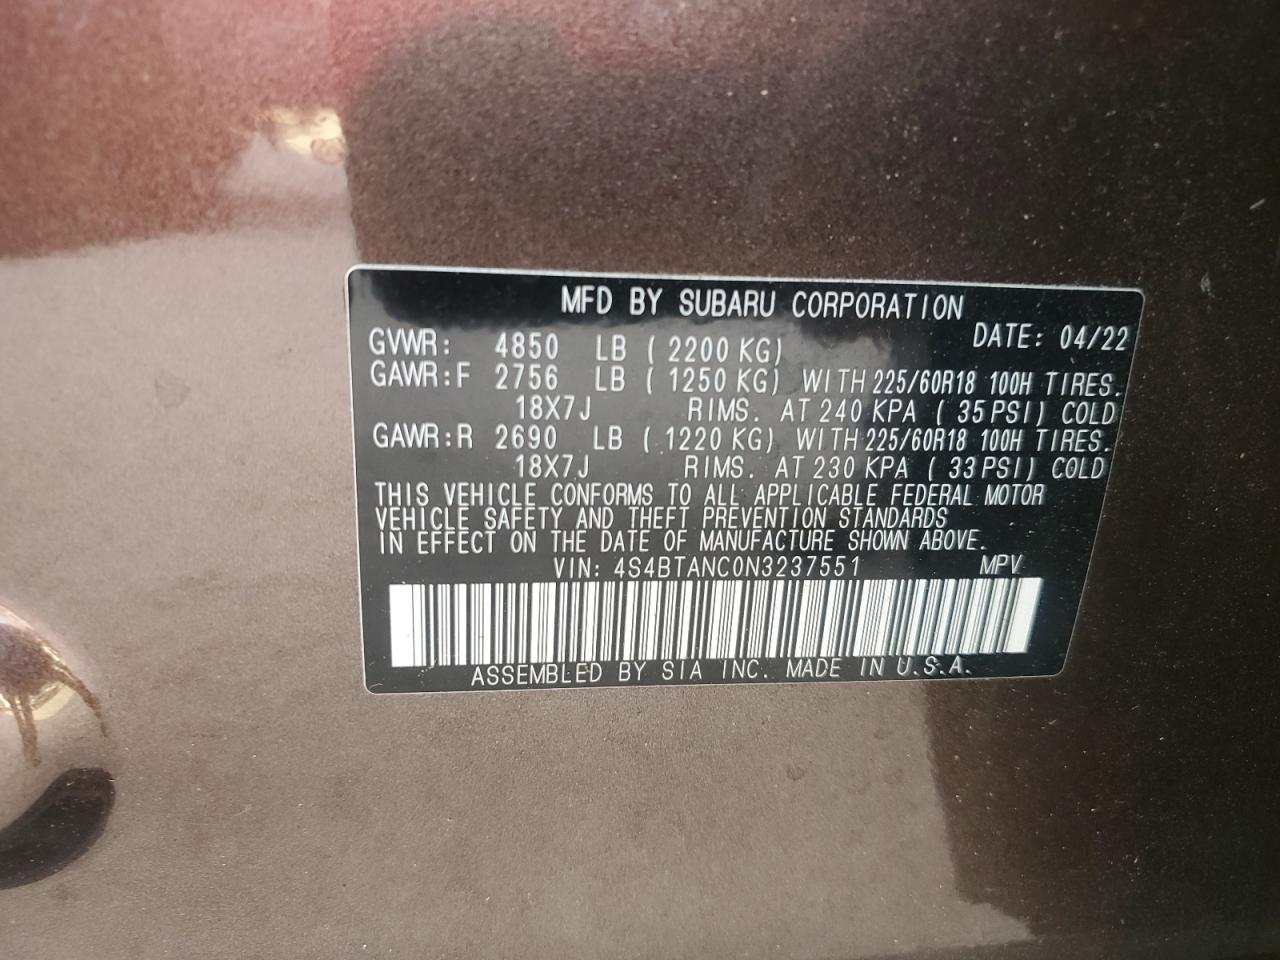 MFD BY SUBARU CORPORATION
DATE: 04/22
GVWR: 4850 LB ( 2200 KG)
GAWR:F 2756 LB ( 1250 KG) WITH 225/60R18 100H TIRES.
18X7J RIMS. AT 240 KPA ( 35 PSI) COLD
GAWR:R 2690 LB ( 1220 KG) WITH 225/60R18 100H TIRES.
18X7J RIMS. AT 230 KPA ( 33 PSI) COLD
THIS VEHICLE CONFORMS TO ALL APPLICABLE FEDERAL MOTOR
VEHICLE SAFETY AND THEFT PREVENTION STANDARDS
IN EFFECT ON THE DATE OF MANUFACTURE SHOWN ABOVE.
VIN: 4S4BTANC0N3237551 MPV
ASSEMBLED BY SIA INC. MADE IN U.S.A.